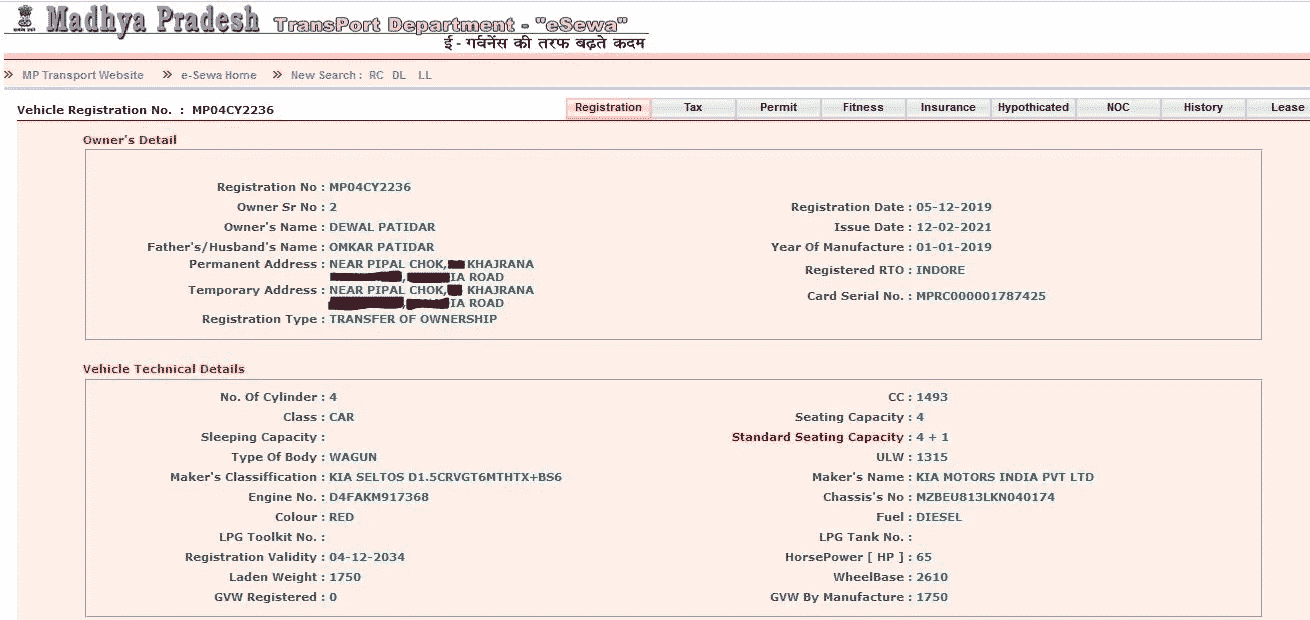 Madhya Pradesh TransPort Department - "eSewa"
ई - गर्वनेंस की तरफ बढ़ते कदम
» MP Transport Website » e-Sewa Home » New Search : RC DL LL
Vehicle Registration No. : MP04CY2236
Registration Tax Permit Fitness Insurance Hypothicated NOC History Lease
Owner's Detail
Registration No : MP04CY2236
Owner Sr No : 2 Registration Date : 05-12-2019
Owner's Name : DEWAL PATIDAR Issue Date : 12-02-2021
Father's/Husband's Name : OMKAR PATIDAR Year Of Manufacture : 01-01-2019
Permanent Address : NEAR PIPAL CHOK, KHAJRANA
,IA ROAD Registered RTO : INDORE
Temporary Address : NEAR PIPAL CHOK, KHAJRANA
,IA ROAD Card Serial No. : MPRC000001787425
Registration Type : TRANSFER OF OWNERSHIP
Vehicle Technical Details
No. Of Cylinder : 4 CC : 1493
Class : CAR Seating Capacity : 4
Sleeping Capacity : Standard Seating Capacity : 4 + 1
Type Of Body : WAGUN ULW : 1315
Maker's Classiffication : KIA SELTOS D1.5CRVGT6MTHTX+BS6 Maker's Name : KIA MOTORS INDIA PVT LTD
Engine No. : D4FAKM917368 Chassis's No : MZBEU813LKN040174
Colour : RED Fuel : DIESEL
LPG Toolkit No. : LPG Tank No. :
Registration Validity : 04-12-2034 HorsePower [ HP ] : 65
Laden Weight : 1750 WheelBase : 2610
GVW Registered : 0 GVW By Manufacture : 1750